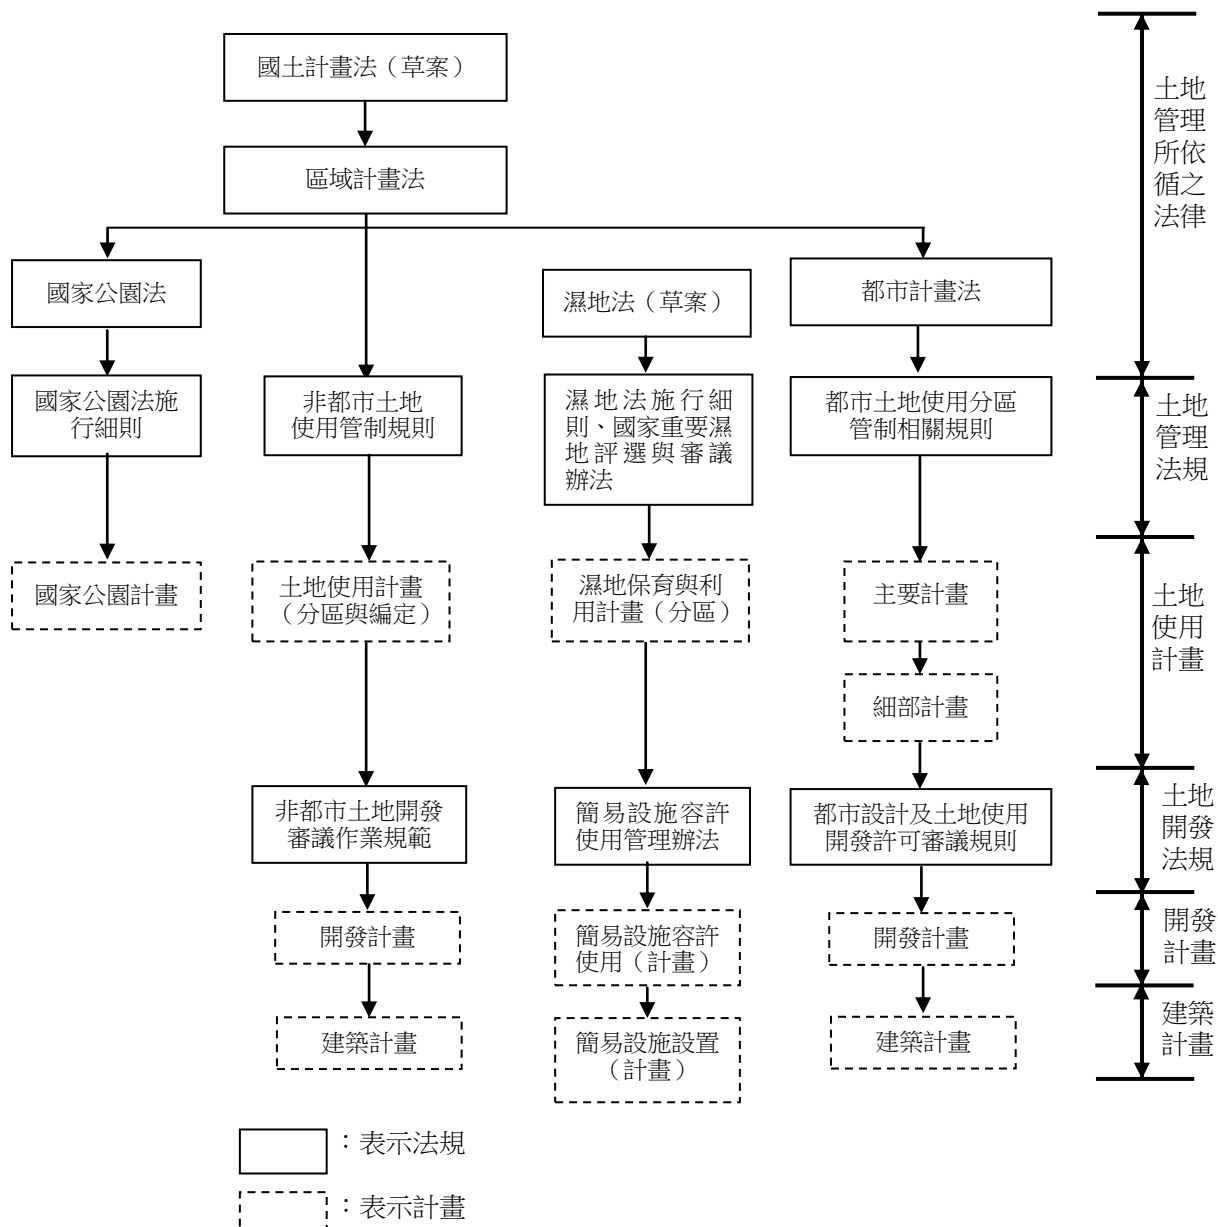 國土計畫法（草案）
區域計畫法
國家公園法
濕地法（草案）
都市計畫法
國家公園法施
行細則
非都市土地
使用管制規則
濕地法施行細
則、國家重要濕
地評選與審議
辦法
都市土地使用分區
管制相關規則
國家公園計畫
土地使用計畫
（分區與編定）
濕地保育與利
用計畫（分區）
主要計畫
細部計畫
非都市土地開發
審議作業規範
簡易設施容許
使用管理辦法
都市設計及土地使用
開發許可審議規則
開發計畫
簡易設施容許
使用（計畫）
開發計畫
建築計畫
簡易設施設置
（計畫）
建築計畫
土地
管理
所依
循之
法律
土地
管理
法規
土地
使用
計畫
土地
開發
法規
開發
計畫
建築
計畫
：表示法規
：表示計畫